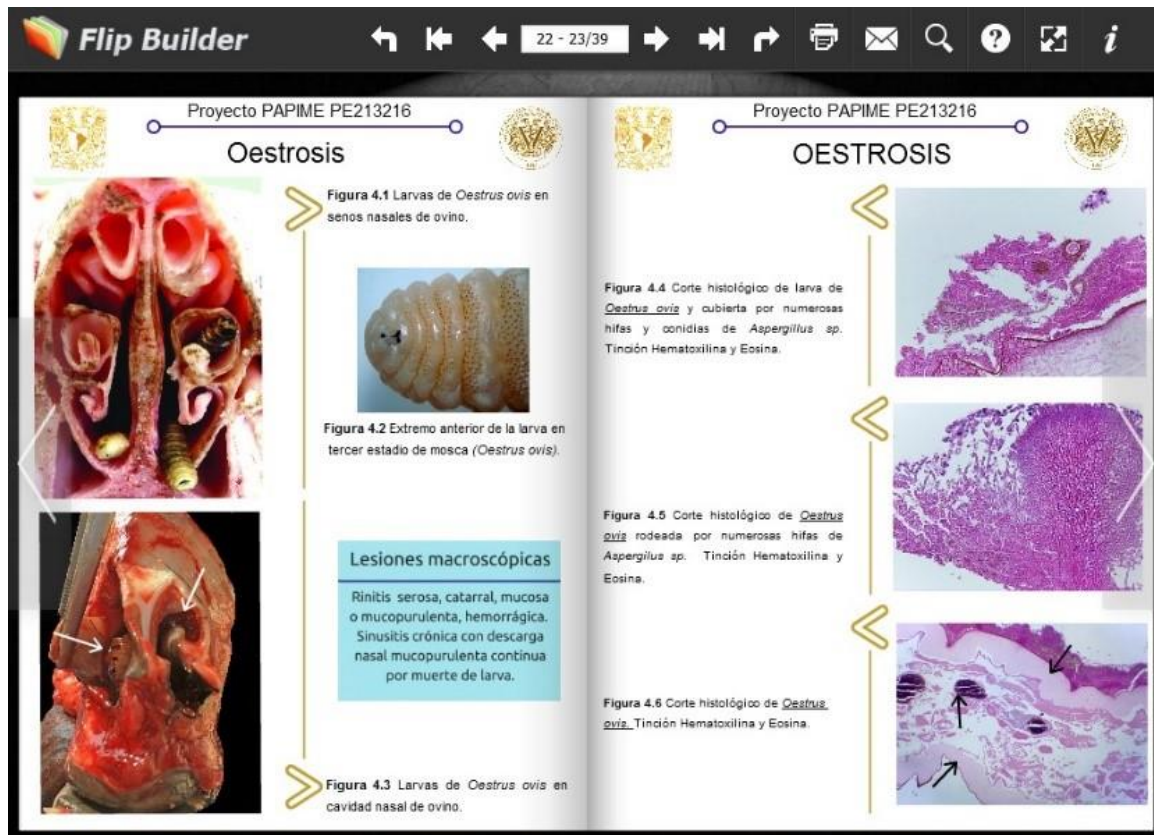 Flip Builder
22 - 23/39
Proyecto PAPIME PE213216
Oestrosis
Figura 4.1 Larvas de Oestrus ovis en
senos nasales de ovino.
Figura 4.2 Extremo anterior de la larva en
tercer estadio de mosca (Oestrus ovis).
Lesiones macroscópicas
Rinitis serosa, catarral, mucosa
o mucopurulenta, hemorrágica.
Sinusitis crónica con descarga
nasal mucopurulenta continua
por muerte de larva.
Figura 4.3 Larvas de Oestrus ovis en
cavidad nasal de ovino.
Proyecto PAPIME PE213216
OESTROSIS
Figura 4.4 Corte histológico de larva de
Oestrus ovis y cubierta por numerosas
hifas y conidias de Aspergillus sp.
Tinción Hematoxilina y Eosina.
Figura 4.5 Corte histológico de Oestrus
ovis rodeada por numerosas hifas de
Aspergilus sp. Tinción Hematoxilina y
Eosina.
Figura 4.6 Corte histológico de Oestrus
ovis. Tinción Hematoxilina y Eosina.